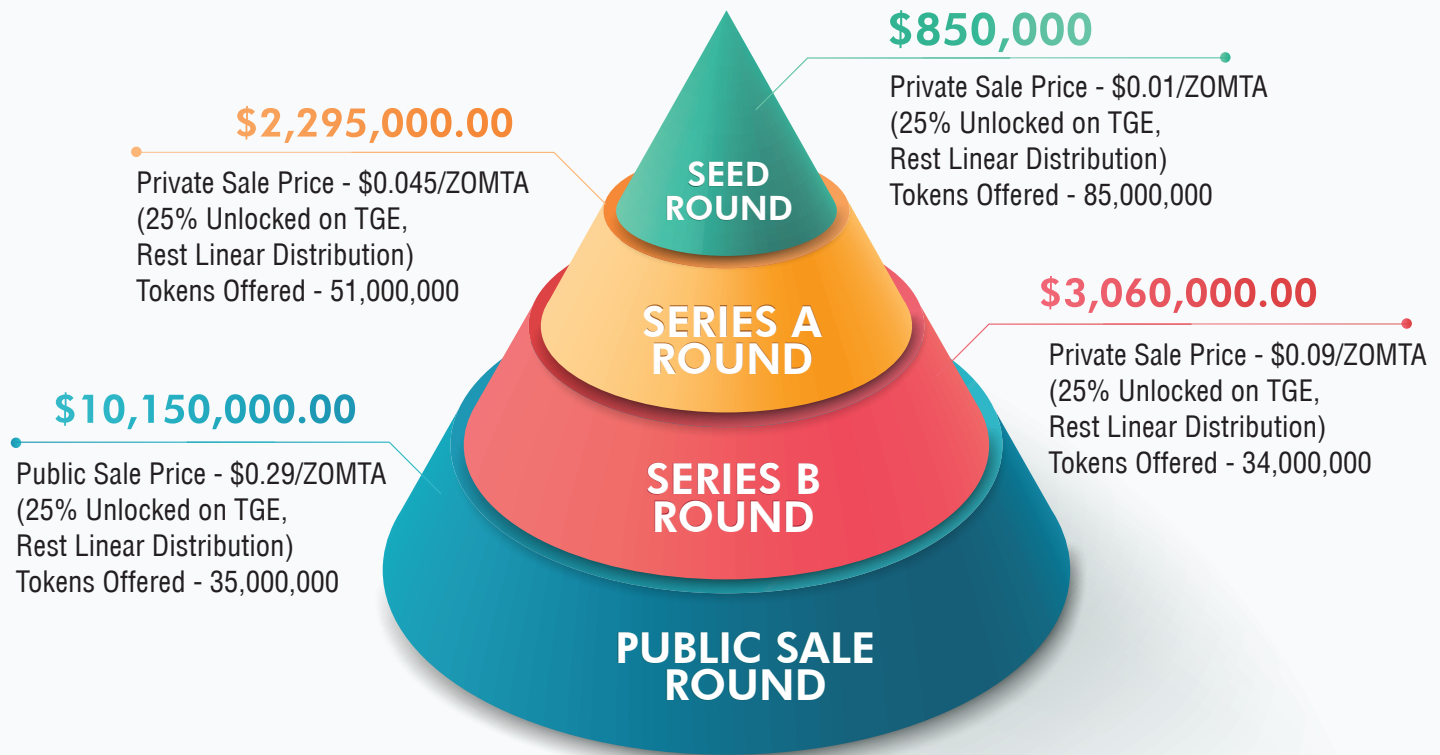 $850,000
Private Sale Price - $0.01/ZOMTA
(25% Unlocked on TGE,
Rest Linear Distribution)
Tokens Offered - 85,000,000
$2,295,000.00
Private Sale Price - $0.045/ZOMTA
(25% Unlocked on TGE,
Rest Linear Distribution)
Tokens Offered - 51,000,000
SEED
ROUND
SERIES A
ROUND
$3,060,000.00
Private Sale Price - $0.09/ZOMTA
(25% Unlocked on TGE,
Rest Linear Distribution)
Tokens Offered - 34,000,000
$10,150,000.00
Public Sale Price - $0.29/ZOMTA
(25% Unlocked on TGE,
Rest Linear Distribution)
Tokens Offered - 35,000,000
SERIES B
ROUND
PUBLIC SALE
ROUND